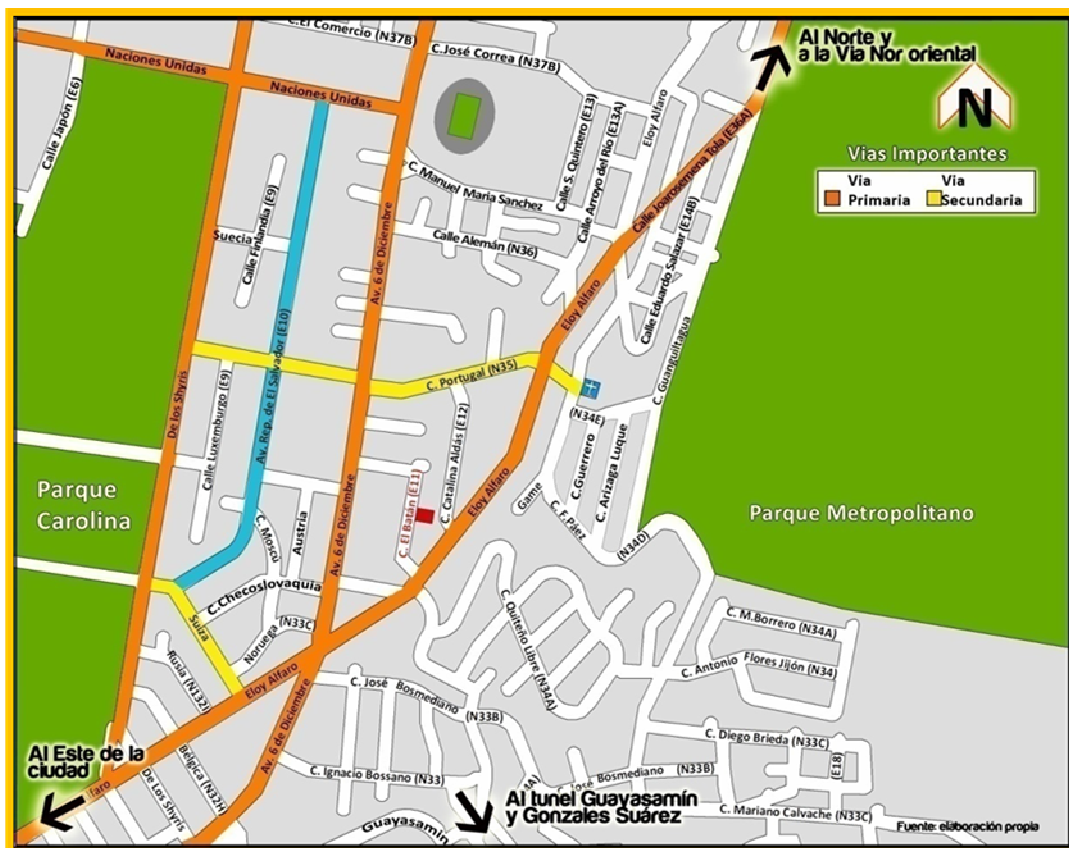 C.El Comercio (N37B)
C.José Correa (N37B)
Al Norte y
a la Via Nor oriental
N
Naciones Unidas
Naciones Unidas
Calle Japón (E6)
Eloy Alfaro
Calle S. Quintero (E13)
Calle Arroyo del Río (E13A)
Vias Importantes
Via
Primaria
Via
Secundaria
C. Manuel Maria Sanchez
Calle Alemán (N36)
Suecia
Calle Finlandia (E9)
Av. 6 de Diciembre
Eloy Alfaro
Calle Eduardo Salazar (E14B)
C. Guanguiltagua
Av. Rep. de El Salvador (E10)
C. Portugal (N35)
De los Shyris
Calle Luxemburgo (E9)
C. Catalina Aldas (E12)
(N34E)
C.Guerrero
C. Arizaga Luque
Parque
Carolina
Parque Metropolitano
C. El Batán (E11)
Eloy Alfaro
Game
C. F. Páez
(N34D)
C. Moscú
Austria
Av. 6 de Diciembre
C.Checoslovaquia
Suiza
Noruega
(N33C)
C. Quiteño Libre (N34A)
C. M.Borrero (N34A)
C. Antonio Flores Jijón (N34)
Rusia (N132I)
Eloy Alfaro
C. José Bosmediano (N33B)
C. Diego Brieda (N33C)
(E18)
Av. 6 de Diciembre
Al Este de la
ciudad
De Los Shyris
Bélgica (N32H)
C. Ignacio Bossano (N33)
José Bosmediano (N33B)
Al tunel Guayasamín
y Gonzales Suárez
C. Mariano Calvache (N33C)
Guayasamín
Fuente: elaboración propia